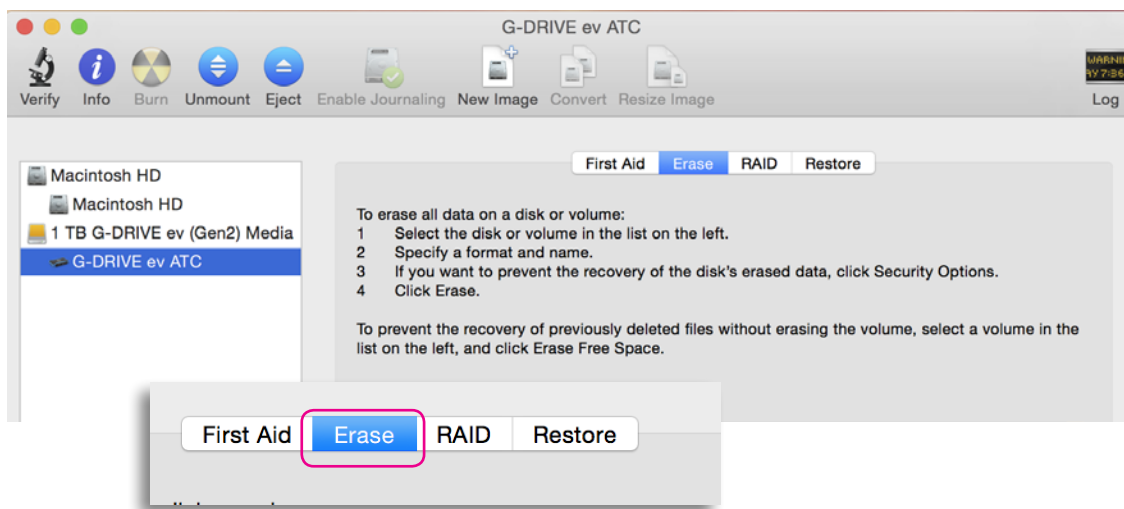 G-DRIVE ev ATC
Verify Info Burn Unmount Eject Enable Journaling New Image Convert Resize Image Log
Macintosh HD
Macintosh HD
1 TB G-DRIVE ev (Gen2) Media
G-DRIVE ev ATC
First Aid Erase RAID Restore
To erase all data on a disk or volume:
1 Select the disk or volume in the list on the left.
2 Specify a format and name.
3 If you want to prevent the recovery of the disk's erased data, click Security Options.
4 Click Erase.
To prevent the recovery of previously deleted files without erasing the volume, select a volume in the
list on the left, and click Erase Free Space.
First Aid Erase RAID Restore